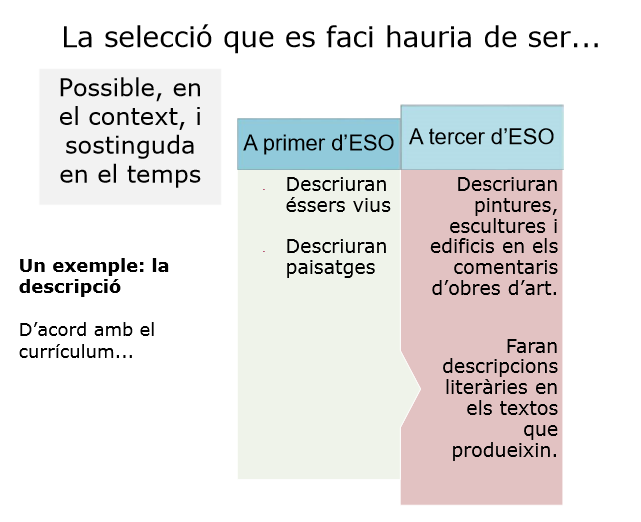 La selecció que es faci hauria de ser...
Possible, en
el context, i
sostinguda
en el temps
Un exemple: la
descripció
D’acord amb el
currículum...
A primer d’ESO
Descriuran
éssers vius
Descriuran
paisatges
A tercer d’ESO
Descriuran
pintures,
escultures i
edificis en els
comentaris
d’obres d’art.
Faran
descripcions
literàries en
els textos
que
produeixin.